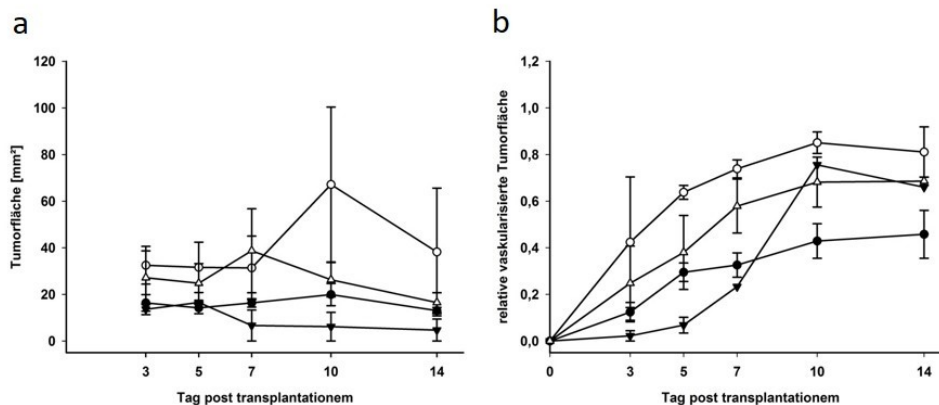 a
b
Tumorfläche [mm²]
120
100
80
60
40
20
0
3 5 7 10 14
Tag post transplantationem
relative vaskularisierte Tumorfläche
1,2
1,0
0,8
0,6
0,4
0,2
0,0
0 3 5 7 10 14
Tag post transplantationem